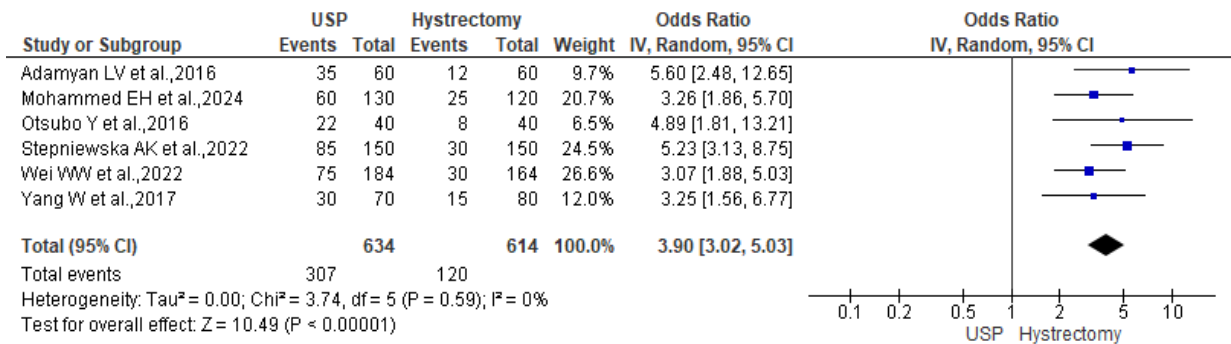 USP Hystrectomy Odds Ratio Odds Ratio
Study or Subgroup Events Total Events Total Weight IV, Random, 95% CI IV, Random, 95% CI
Adamyan LV et al.,2016 35 60 12 60 9.7% 5.60 [2.48, 12.65]
Mohammed EH et al.,2024 60 130 25 120 20.7% 3.26 [1.86, 5.70]
Otsubo Y et al.,2016 22 40 8 40 6.5% 4.89 [1.81, 13.21]
Stepniewska AK et al.,2022 85 150 30 150 24.5% 5.23 [3.13, 8.75]
Wei WW et al.,2022 75 184 30 164 26.6% 3.07 [1.88, 5.03]
Yang W et al.,2017 30 70 15 80 12.0% 3.25 [1.56, 6.77]
Total (95% CI) 634 614 100.0% 3.90 [3.02, 5.03]
Total events 307 120
Heterogeneity: Tau² = 0.00; Chi² = 3.74, df = 5 (P = 0.59); I² = 0%
Test for overall effect: Z = 10.49 (P < 0.00001)
0.1 0.2 0.5 1 2 5 10
USP Hystrectomy